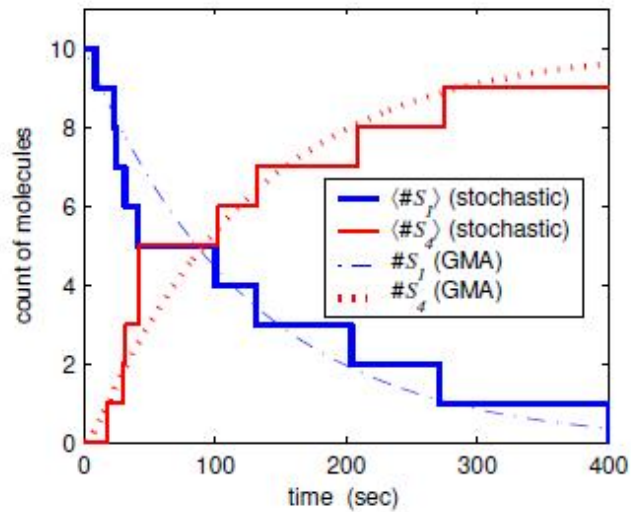 10
8
6
4
2
0
count of molecules
⟨#S₁⟩ (stochastic)
⟨#S₄⟩ (stochastic)
#S₁ (GMA)
#S₄ (GMA)
0 100 200 300 400
time (sec)